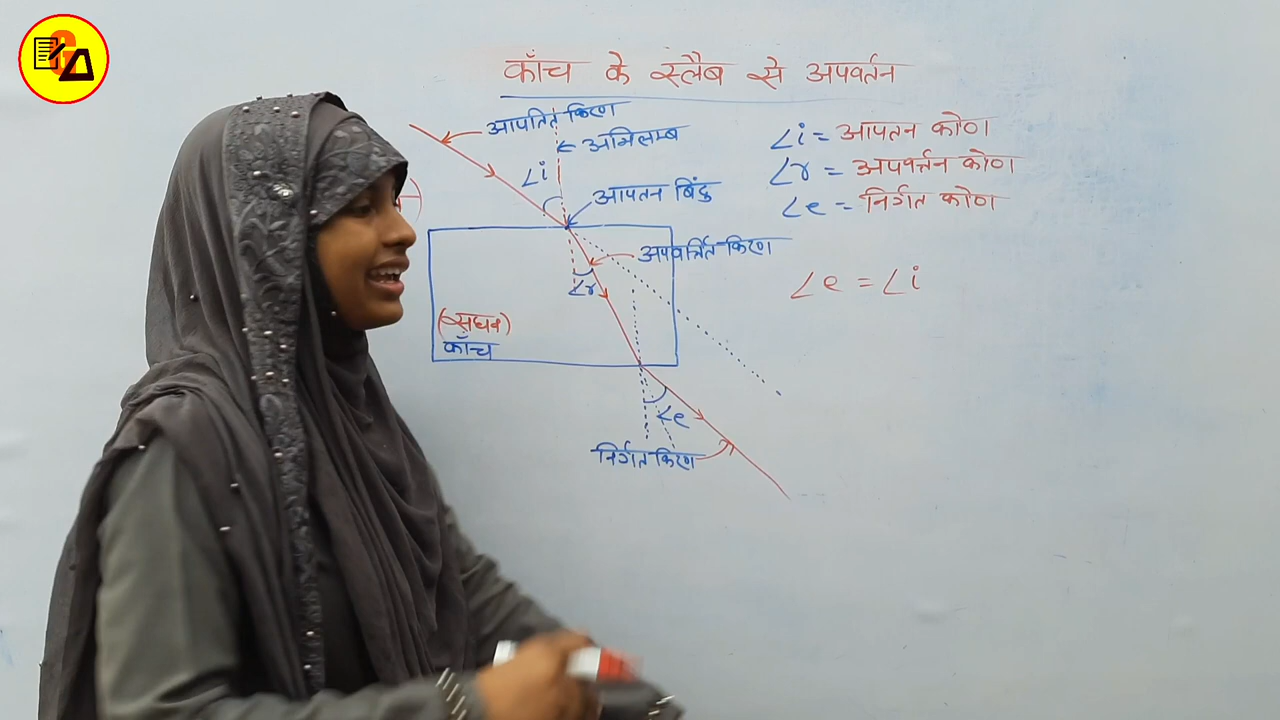 काँच के स्लैब से अपवर्तन
आपतित किरण
अभिलम्ब
∠i
आपतन बिंदु
∠i = आपतन कोण
∠r = अपवर्तन कोण
∠e = निर्गत कोण
अपवर्तित किरण
∠r
∠e = ∠i
(सघन)
काँच
∠e
निर्गत किरण